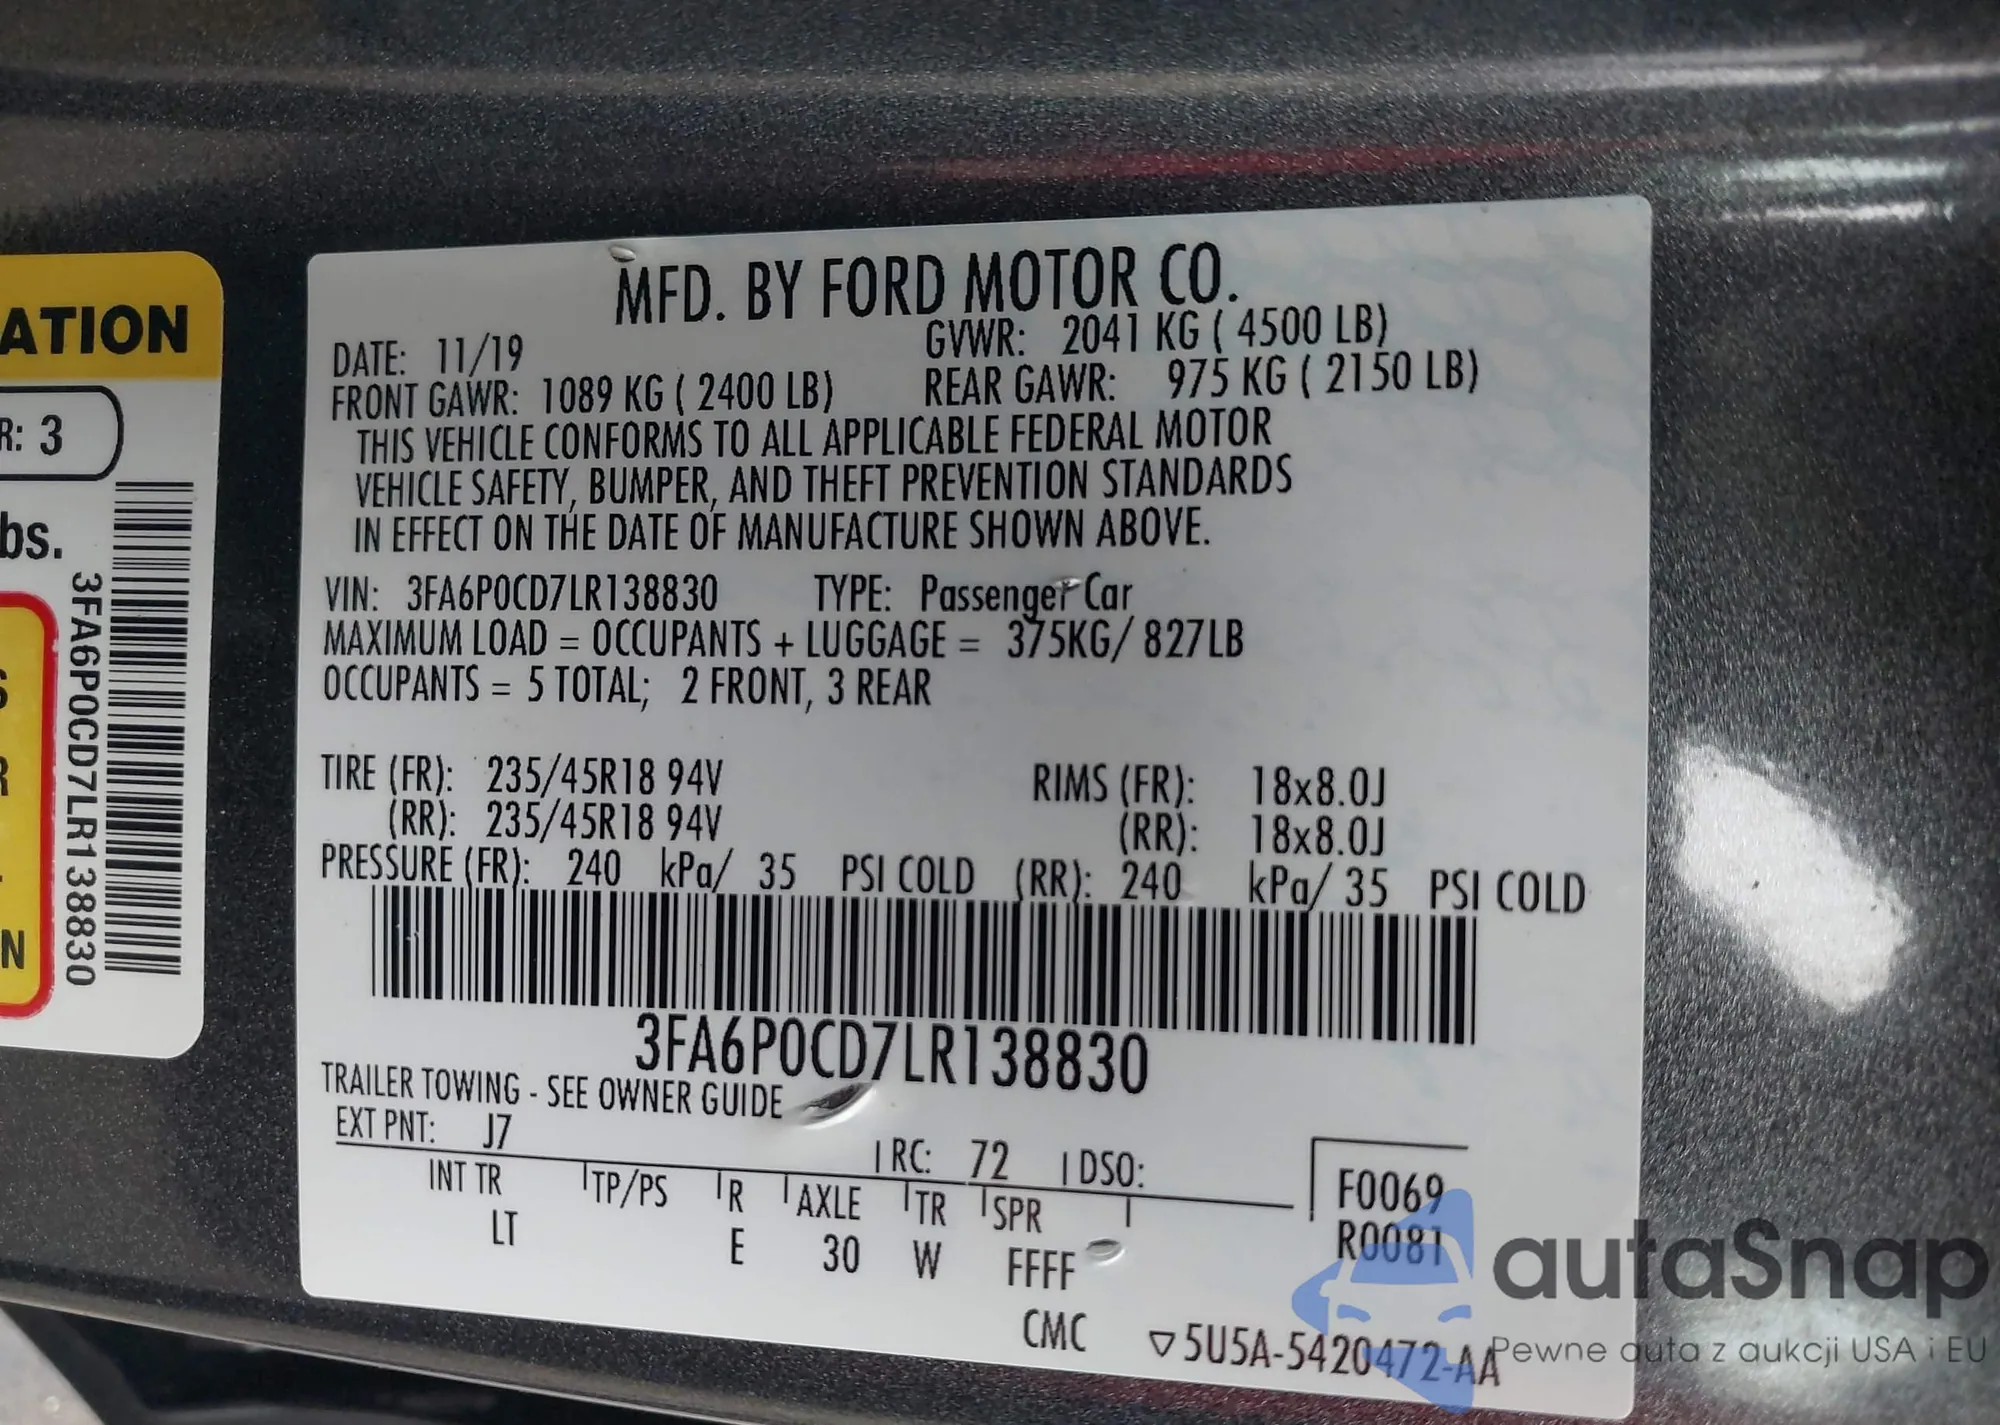 ATION
R: 3
bs.
3FA6P0CD7LR138830
S
R
N
MFD. BY FORD MOTOR CO.
DATE: 11/19 GVWR: 2041 KG ( 4500 LB)
FRONT GAWR: 1089 KG ( 2400 LB) REAR GAWR: 975 KG ( 2150 LB)
THIS VEHICLE CONFORMS TO ALL APPLICABLE FEDERAL MOTOR
VEHICLE SAFETY, BUMPER, AND THEFT PREVENTION STANDARDS
IN EFFECT ON THE DATE OF MANUFACTURE SHOWN ABOVE.
VIN: 3FA6P0CD7LR138830 TYPE: Passenger Car
MAXIMUM LOAD = OCCUPANTS + LUGGAGE = 375KG/ 827LB
OCCUPANTS = 5 TOTAL; 2 FRONT, 3 REAR
TIRE (FR): 235/45R18 94V RIMS (FR): 18x8.0J
(RR): 235/45R18 94V (RR): 18x8.0J
PRESSURE (FR): 240 kPa/ 35 PSI COLD (RR): 240 kPa/ 35 PSI COLD
3FA6P0CD7LR138830
TRAILER TOWING - SEE OWNER GUIDE
EXT PNT: J7 RC: 72 DSO:
INT TR TP/PS R AXLE TR SPR F0069
LT E 30 W FFFF R0081
CMC ▽5U5A-5420472-AA
autaSnap
Pewne auta z aukcji USA i EU